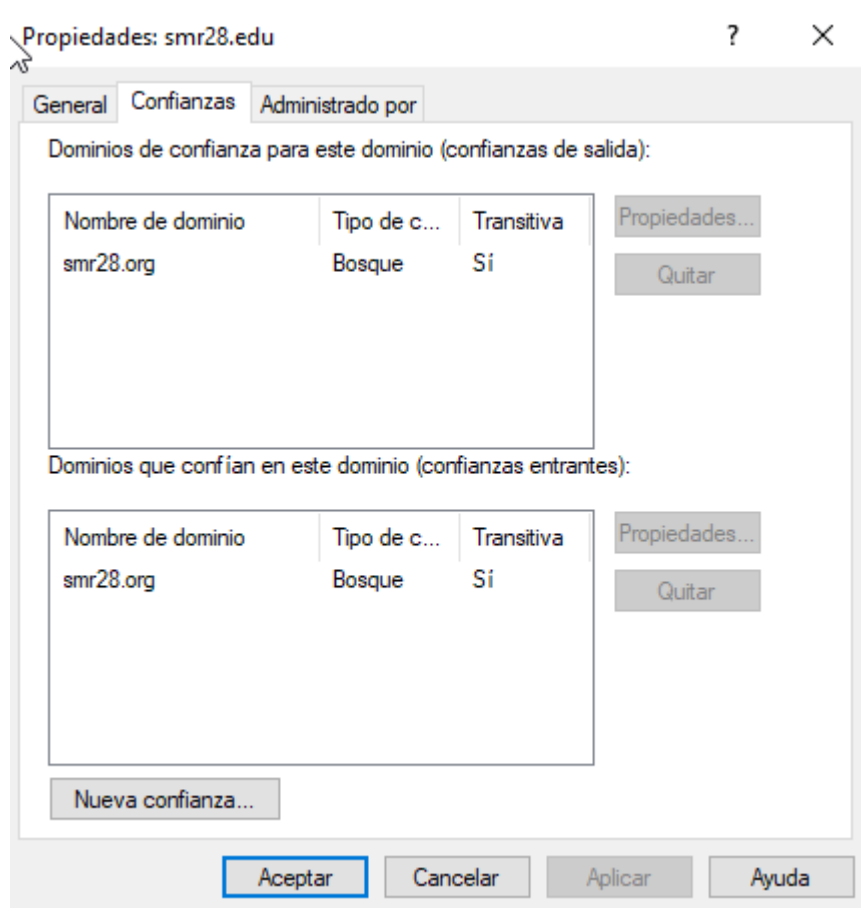 Propiedades: smr28.edu ? ×
General Confianzas Administrado por
Dominios de confianza para este dominio (confianzas de salida):
Nombre de dominio Tipo de c... Transitiva Propiedades...
smr28.org Bosque Sí Quitar
Dominios que confían en este dominio (confianzas entrantes):
Nombre de dominio Tipo de c... Transitiva Propiedades...
smr28.org Bosque Sí Quitar
Nueva confianza...
Aceptar Cancelar Aplicar Ayuda